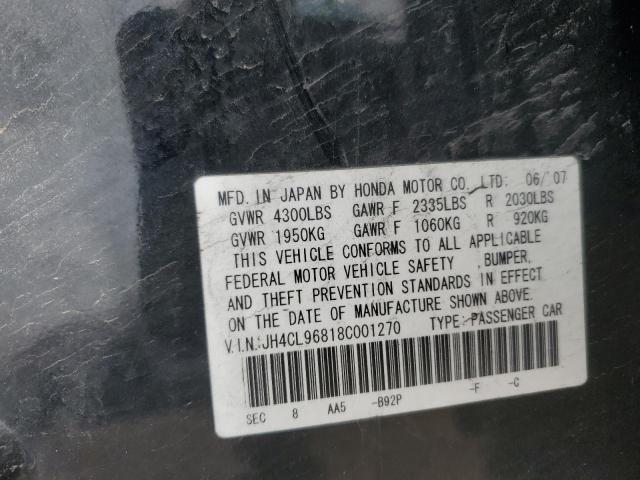 MFD. IN JAPAN BY HONDA MOTOR CO., LTD. 06/07
GVWR 4300LBS GAWR F 2335LBS R 2030LBS
GVWR 1950KG GAWR F 1060KG R 920KG
THIS VEHICLE CONFORMS TO ALL APPLICABLE
FEDERAL MOTOR VEHICLE SAFETY ,BUMPER,
AND THEFT PREVENTION STANDARDS IN EFFECT
ON THE DATE OF MANUFACTURE SHOWN ABOVE.
V.I.N.:JH4CL96818C001270 TYPE: PASSENGER CAR
SEC 8 AA5 -B92P -F -C